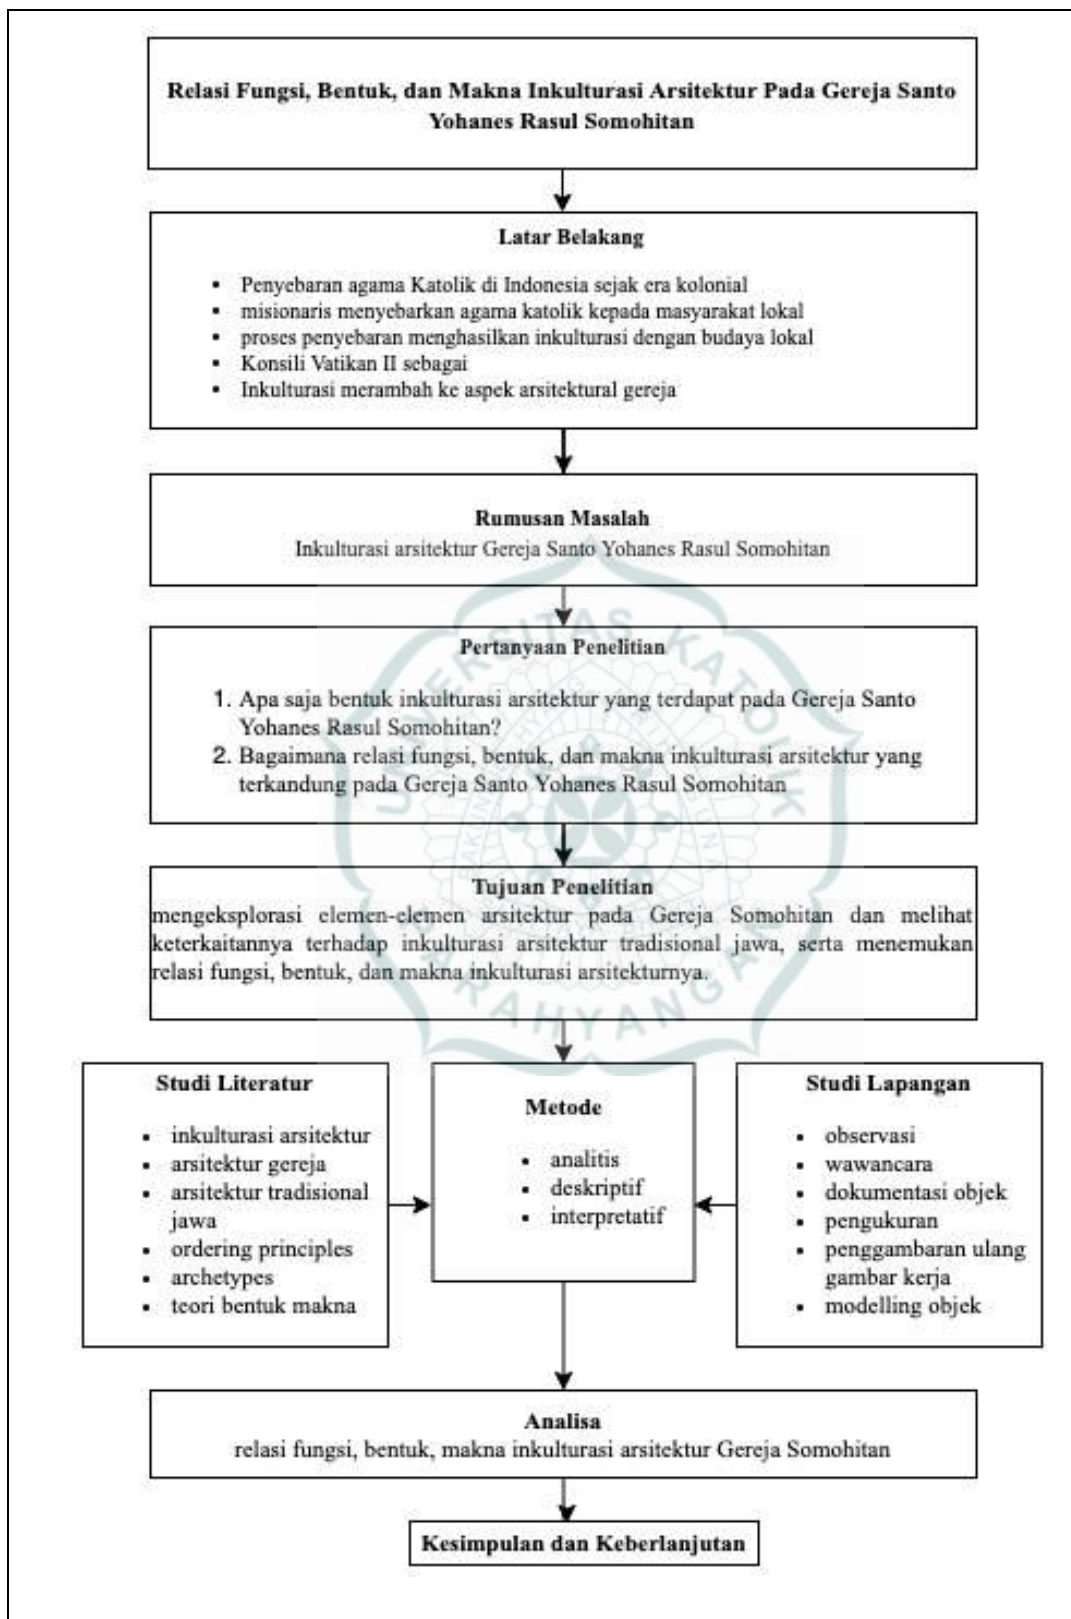 Relasi Fungsi, Bentuk, dan Makna Inkulturasi Arsitektur Pada Gereja Santo
Yohanes Rasul Somohitan
Latar Belakang
▪ Penyebaran agama Katolik di Indonesia sejak era kolonial
▪ misionaris menyebarkan agama katolik kepada masyarakat lokal
▪ proses penyebaran menghasilkan inkulturasi dengan budaya lokal
▪ Konsili Vatikan II sebagai
▪ Inkulturasi merambah ke aspek arsitektural gereja
Rumusan Masalah
Inkulturasi arsitektur Gereja Santo Yohanes Rasul Somohitan
Pertanyaan Penelitian
1. Apa saja bentuk inkulturasi arsitektur yang terdapat pada Gereja Santo
Yohanes Rasul Somohitan?
2. Bagaimana relasi fungsi, bentuk, dan makna inkulturasi arsitektur yang
terkandung pada Gereja Santo Yohanes Rasul Somohitan
Tujuan Penelitian
mengeksplorasi elemen-elemen arsitektur pada Gereja Somohitan dan melihat
keterkaitannya terhadap inkulturasi arsitektur tradisional jawa, serta menemukan
relasi fungsi, bentuk, dan makna inkulturasi arsitekturnya.
Studi Literatur
• inkulturasi arsitektur
• arsitektur gereja
• arsitektur tradisional
jawa
• ordering principles
• archetypes
• teori bentuk makna
Metode
• analitis
• deskriptif
• interpretatif
Studi Lapangan
• observasi
• wawancara
• dokumentasi objek
• pengukuran
• penggambaran ulang
gambar kerja
• modelling objek
Analisa
relasi fungsi, bentuk, makna inkulturasi arsitektur Gereja Somohitan
Kesimpulan dan Keberlanjutan
UNIVERSITAS KATOLIK
PARAHYANGAN